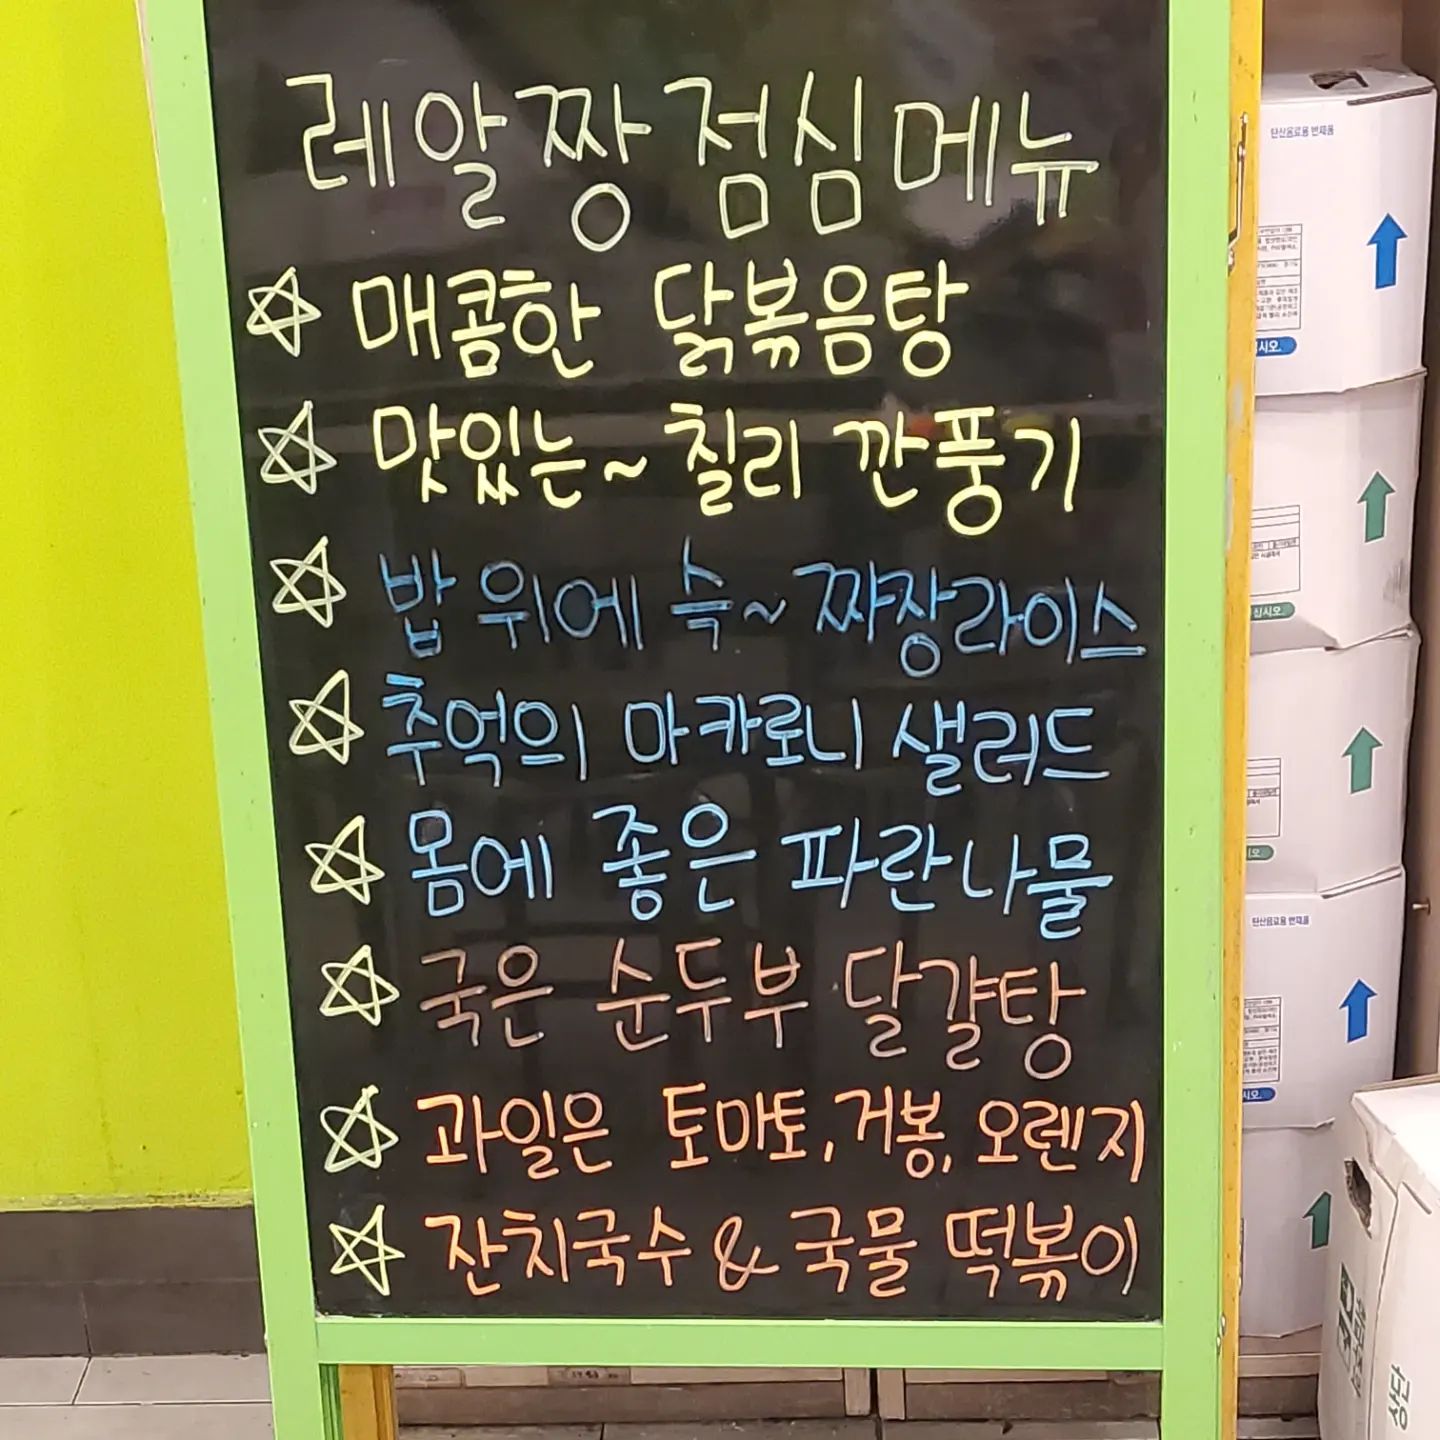 레알짱 점심메뉴
☆ 매콤한 닭볶음탕
☆ 맛있는~ 칠리 깐풍기
☆ 밥 위에 슥~ 짜장라이스
☆ 추억의 마카로니 샐러드
☆ 몸에 좋은 파란나물
☆ 국은 순두부 달걀탕
☆ 과일은 토마토, 거봉, 오렌지
☆ 잔치국수 & 국물 떡볶이
탄산음료용 반제품
시오.
십시오.
탄산음료용 반제품
시오.